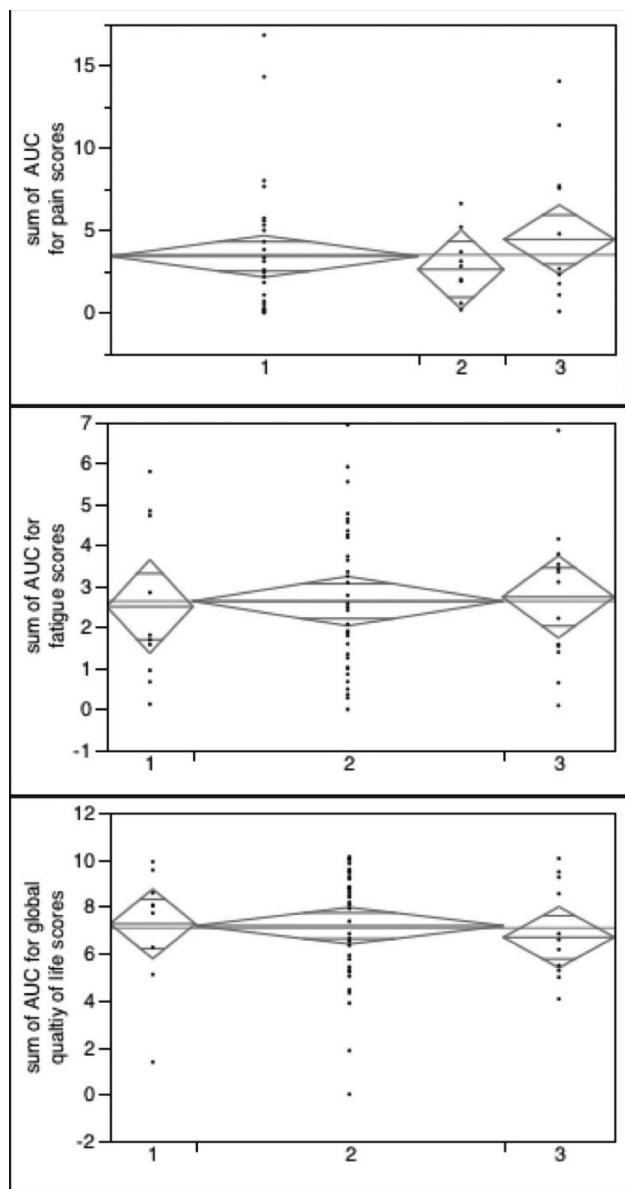 sum of AUC
for pain scores
15
10
5
0
1 2 3
sum of AUC for
fatigue scores
7
6
5
4
3
2
1
0
-1
1 2 3
sum of AUC for global
qualtiy of life scores
12
10
8
6
4
2
0
-2
1 2 3